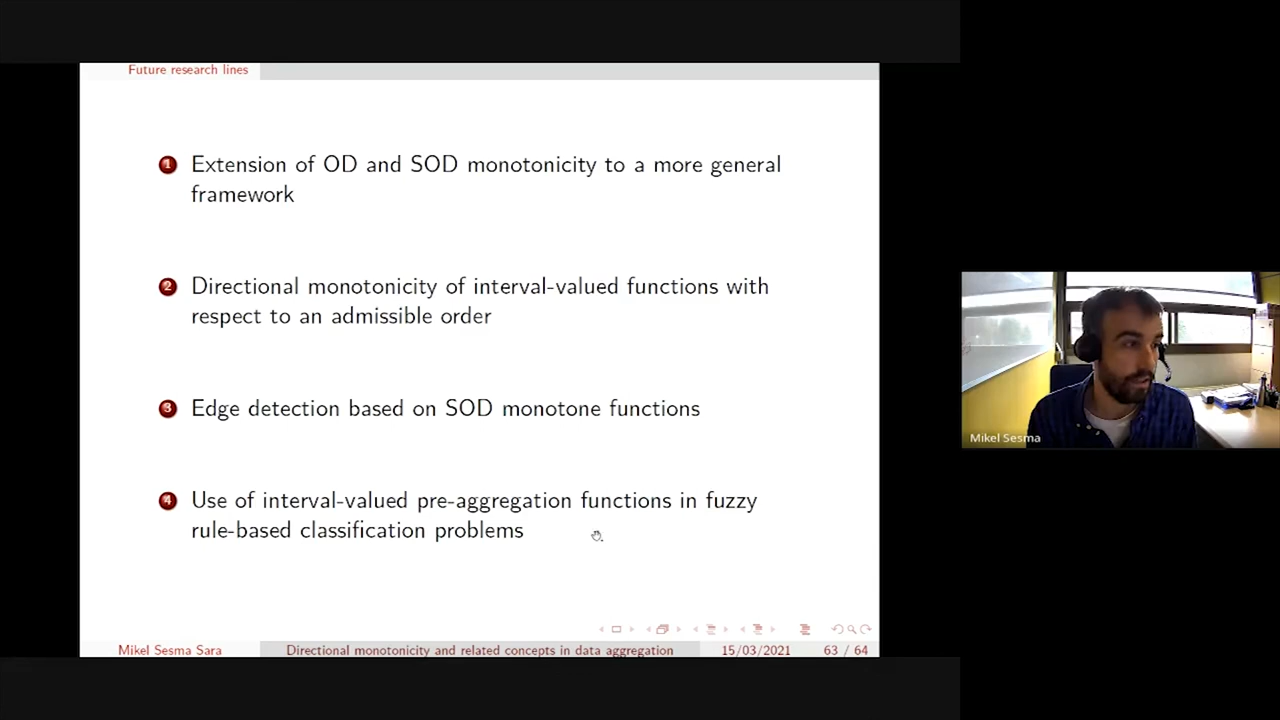 Future research lines
1 Extension of OD and SOD monotonicity to a more general
framework
2 Directional monotonicity of interval-valued functions with
respect to an admissible order
3 Edge detection based on SOD monotone functions
4 Use of interval-valued pre-aggregation functions in fuzzy
rule-based classification problems
Mikel Sesma
Mikel Sesma Sara Directional monotonicity and related concepts in data aggregation 15/03/2021 63 / 64